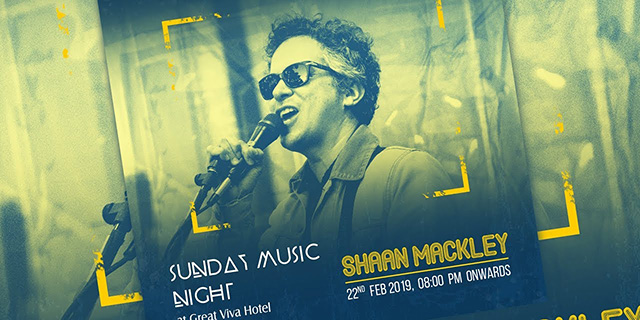 SUNDAY MUSIC
NIGHT
at Great Viva Hotel
SHAAN MACKLEY
22ND FEB 2019, 08:00 PM ONWARDS